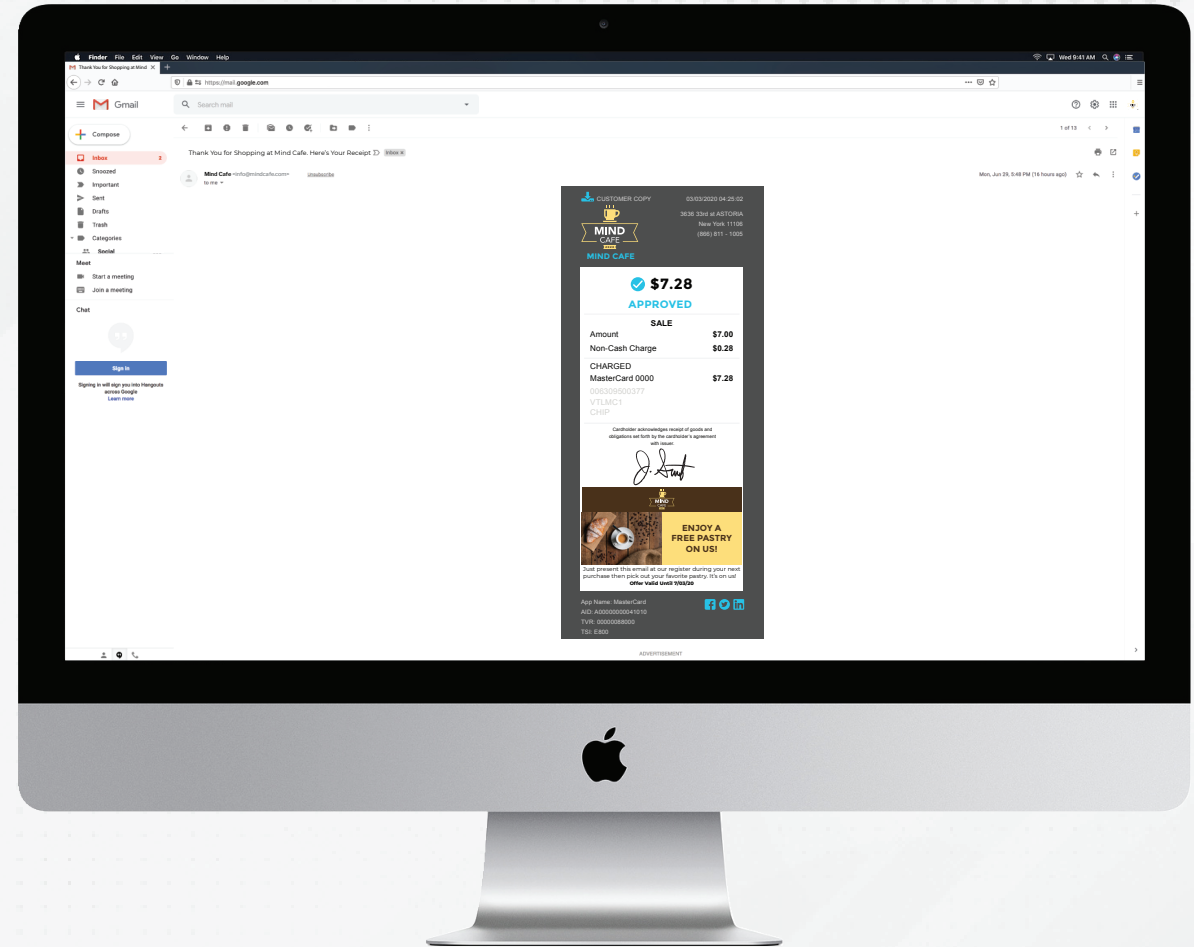 Finder File Edit View Go Window Help
Wed 9:41 AM
Thank You for Shopping at Mind
https://mail.google.com
Gmail
Search mail
Compose
1 of 13
Inbox 2
Snoozed
Important
Sent
Drafts
Trash
Categories
Social
Meet
Start a meeting
Join a meeting
Chat
Sign in
Signing in will sign you into Hangouts
across Google
Learn more
Thank You for Shopping at Mind Cafe. Here's Your Receipt Inbox x
Mind Cafe <info@mindcafe.com> Unsubscribe
to me
Mon, Jun 29, 5:48 PM (16 hours ago)
CUSTOMER COPY 03/03/2020 04:25:02
3636 33rd at ASTORIA
New York 11106
(866) 611 - 1005
MIND
CAFE
MIND CAFE
$7.28
APPROVED
SALE
Amount $7.00
Non-Cash Charge $0.28
CHARGED
MasterCard 0000 $7.28
006309500377
VTLMC1
CHIP
Cardholder acknowledges receipt of goods and
obligations set forth by the cardholder's agreement
with issuer.
MIND
CAFE
ENJOY A
FREE PASTRY
ON US!
Just present this email at our register during your next
purchase then pick out your favorite pastry. It's on us!
Offer Valid Until 7/03/20
App Name: MasterCard
AID: A00000000041010
TVR: 00000088000
TSI: E800
ADVERTISEMENT